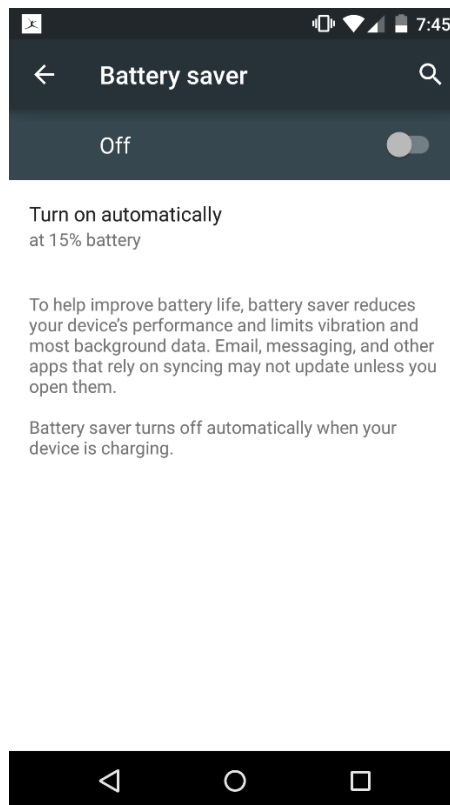 7:45
Battery saver
Off
Turn on automatically
at 15% battery
To help improve battery life, battery saver reduces
your device's performance and limits vibration and
most background data. Email, messaging, and other
apps that rely on syncing may not update unless you
open them.
Battery saver turns off automatically when your
device is charging.